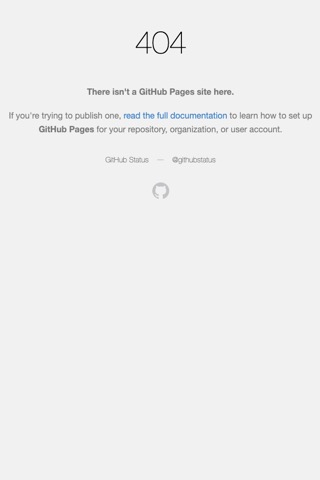 404
There isn't a GitHub Pages site here.
If you're trying to publish one, read the full documentation to learn how to set up
GitHub Pages for your repository, organization, or user account.
GitHub Status — @githubstatus